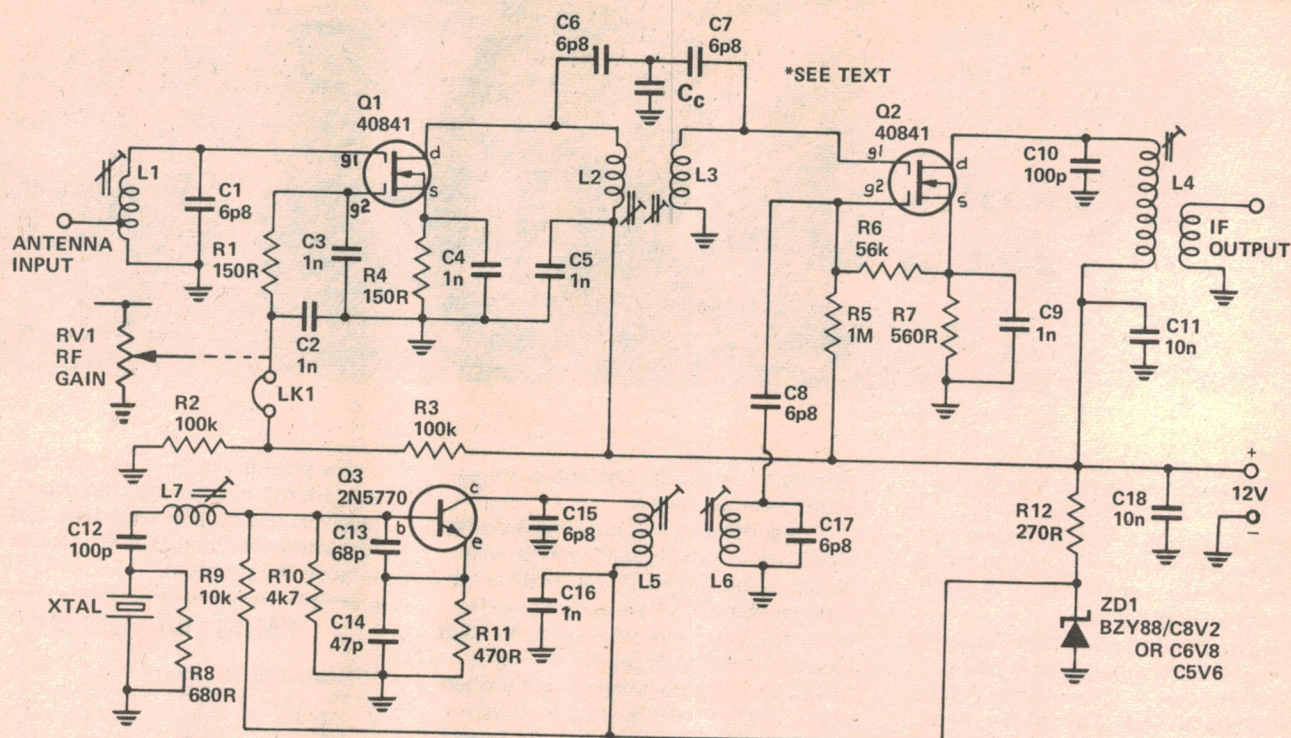 C6
6p8
C7
6p8
Cc
*SEE TEXT
Q1
40841
Q2
40841
g1
d
g2
s
g1
d
g2
s
L1
C1
6p8
ANTENNA
INPUT
R1
150R
C3
1n
R4
150R
C4
1n
C5
1n
L2
L3
C2
1n
RV1
RF
GAIN
LK1
R6
56k
R5
1M
R7
560R
C9
1n
C10
100p
L4
IF
OUTPUT
C11
10n
C8
6p8
R2
100k
R3
100k
L7
C12
100p
XTAL
R8
680R
R9
10k
R10
4k7
Q3
2N5770
c
b
e
C13
68p
C14
47p
R11
470R
C15
6p8
C16
1n
L5
L6
C17
6p8
R12
270R
C18
10n
+
12V
−
ZD1
BZY88/C8V2
OR C6V8
C5V6